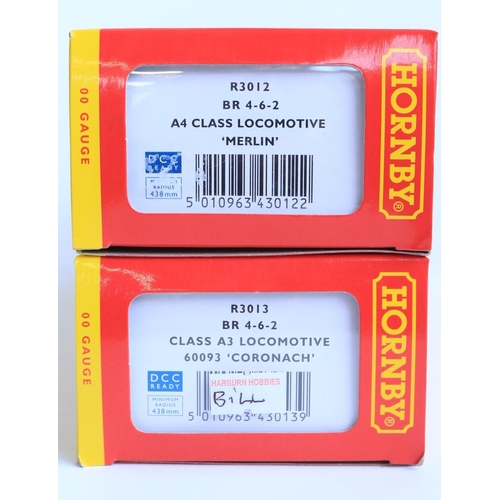 00 GAUGE
R3012
BR 4-6-2
A4 CLASS LOCOMOTIVE
‘MERLIN’
DCC
READY
RADIUS
438mm
5 010963 430122
HORNBY®
00 GAUGE
R3013
BR 4-6-2
CLASS A3 LOCOMOTIVE
60093 ‘CORONACH’
DCC
READY
MINIMUM
RADIUS
438mm
HARBURN HOBBIES
5 010963 430139
HORNBY®